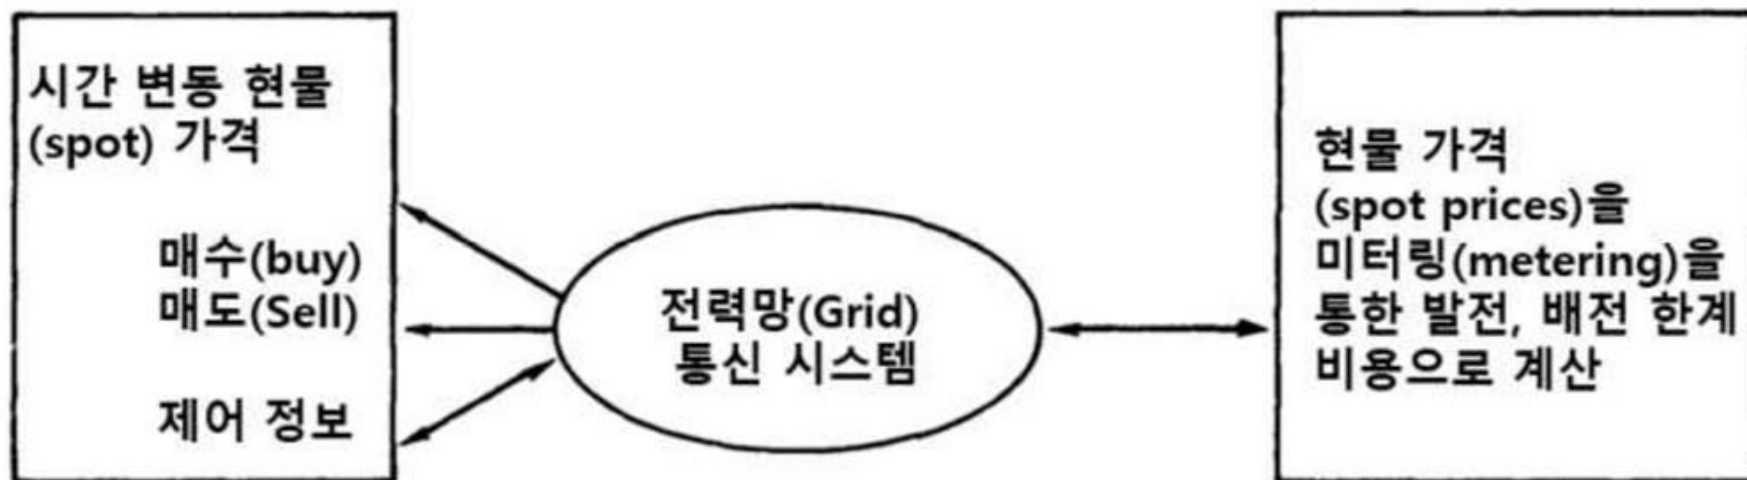 시간 변동 현물
(spot) 가격
매수(buy)
매도(Sell)
제어 정보
전력망(Grid)
통신 시스템
현물 가격
(spot prices)을
미터링(metering)을
통한 발전, 배전 한계
비용으로 계산